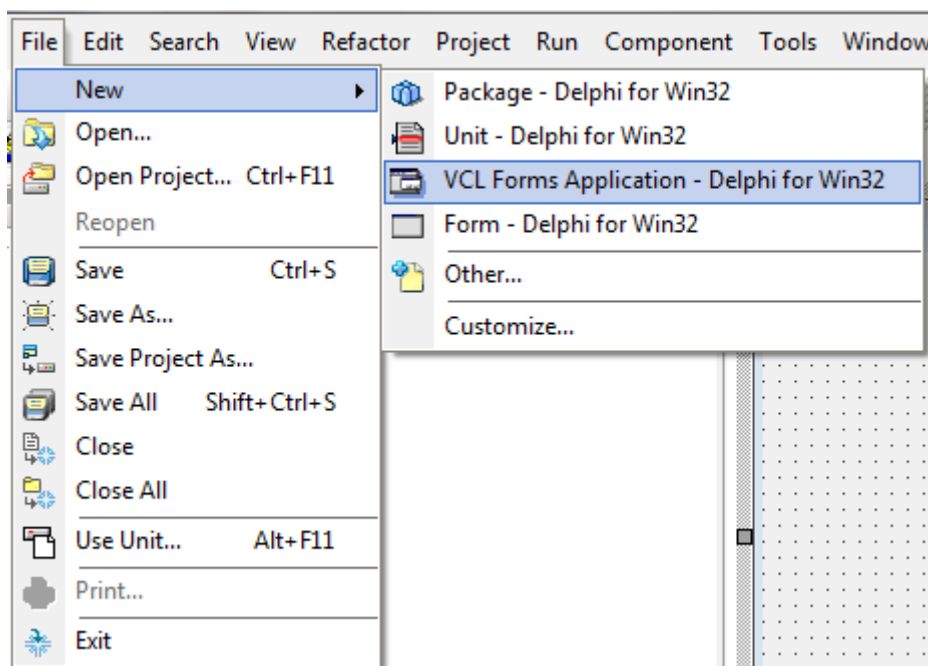 File Edit Search View Refactor Project Run Component Tools Window
New
Open...
Open Project... Ctrl+F11
Reopen
Save Ctrl+S
Save As...
Save Project As...
Save All Shift+Ctrl+S
Close
Close All
Use Unit... Alt+F11
Print...
Exit
Package - Delphi for Win32
Unit - Delphi for Win32
VCL Forms Application - Delphi for Win32
Form - Delphi for Win32
Other...
Customize...